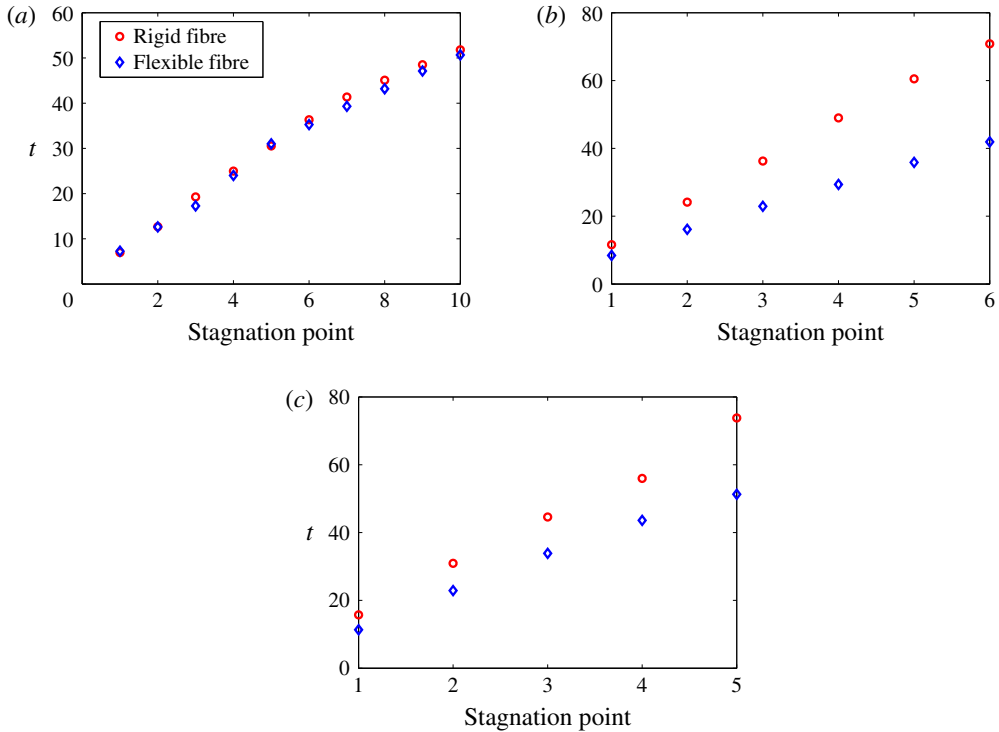 (a)
60
50
40
30
20
10
0
t
Rigid fibre
Flexible fibre
2 4 6 8 10
Stagnation point
(b)
80
60
40
20
0
1 2 3 4 5 6
Stagnation point
(c)
80
60
40
20
0
t
1 2 3 4 5
Stagnation point